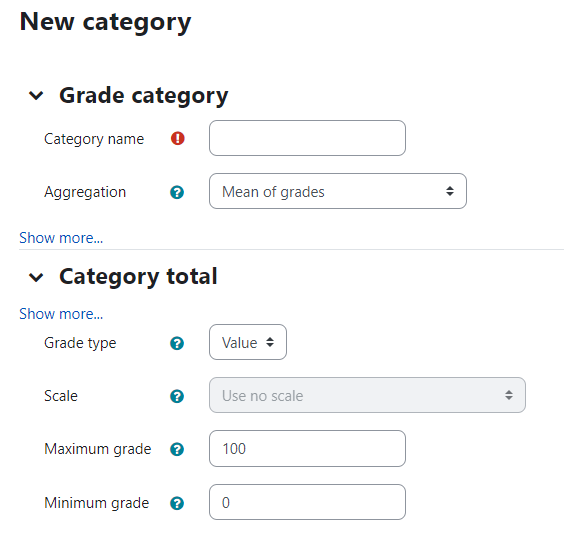 New category
Grade category
Category name
Aggregation Mean of grades
Show more...
Category total
Show more...
Grade type Value
Scale Use no scale
Maximum grade 100
Minimum grade 0